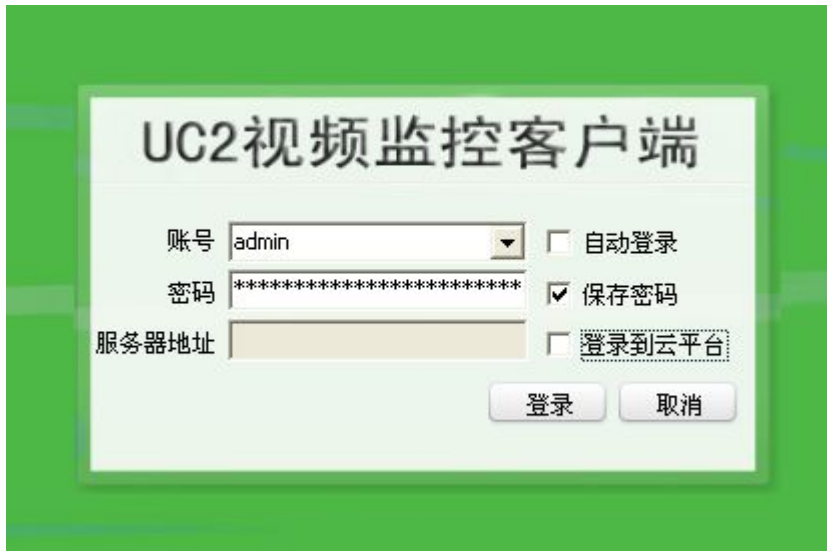 UC2视频监控客户端
账号 admin 自动登录
密码 ************************ 保存密码
服务器地址 登录到云平台
登录 取消